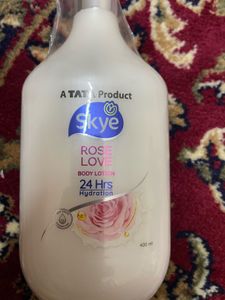 A TATA Product
Skye
ROSE
LOVE
BODY LOTION
24 Hrs
Hydration
400 ml